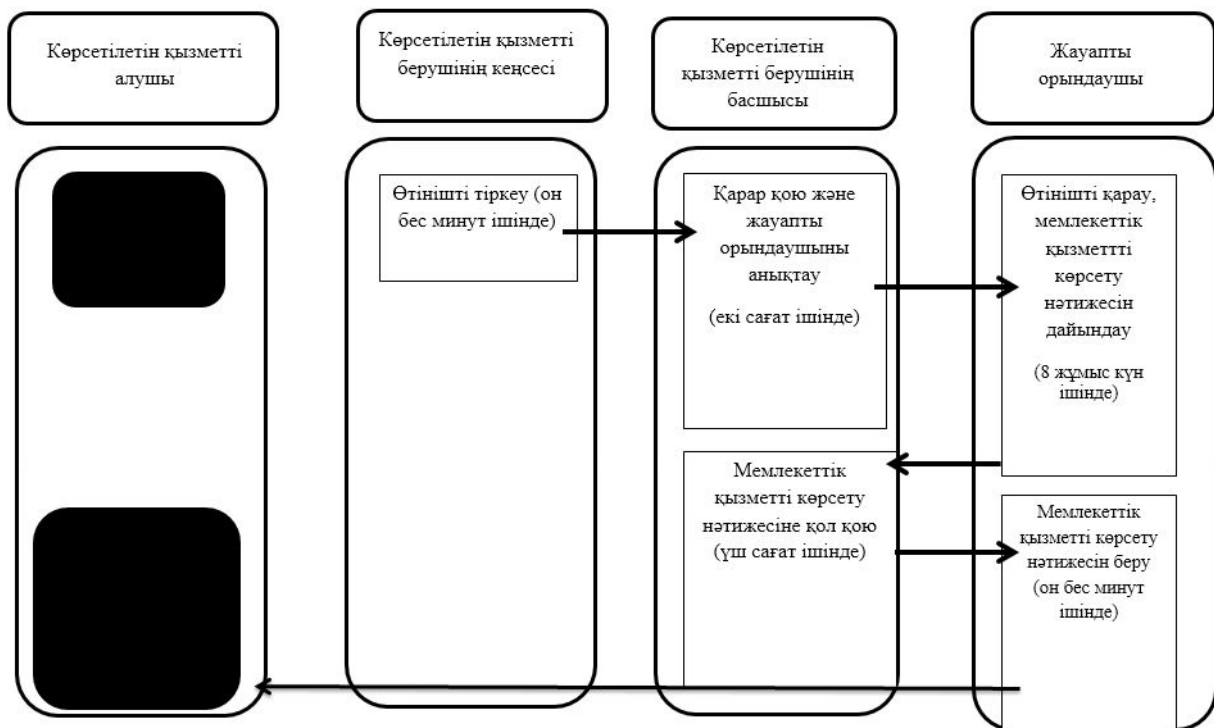 Көрсетілетін қызметті
алушы
Көрсетілетін қызметті
берушінің кеңсесі
Көрсетілетін
қызметті берушінің
басшысы
Жауапты
орындаушы
Өтінішті тіркеу (он
бес минут ішінде)
Қарар қою және
жауапты
орындаушыны
анықтау
(екі сағат ішінде)
Өтінішті қарау,
мемлекеттік
қызметтті
көрсету
нәтижесін
дайындау
(8 жұмыс күн
ішінде)
Мемлекеттік
қызметті көрсету
нәтижесіне қол қою
(үш сағат ішінде)
Мемлекеттік
қызметті көрсету
нәтижесін беру
(он бес минут
ішінде)